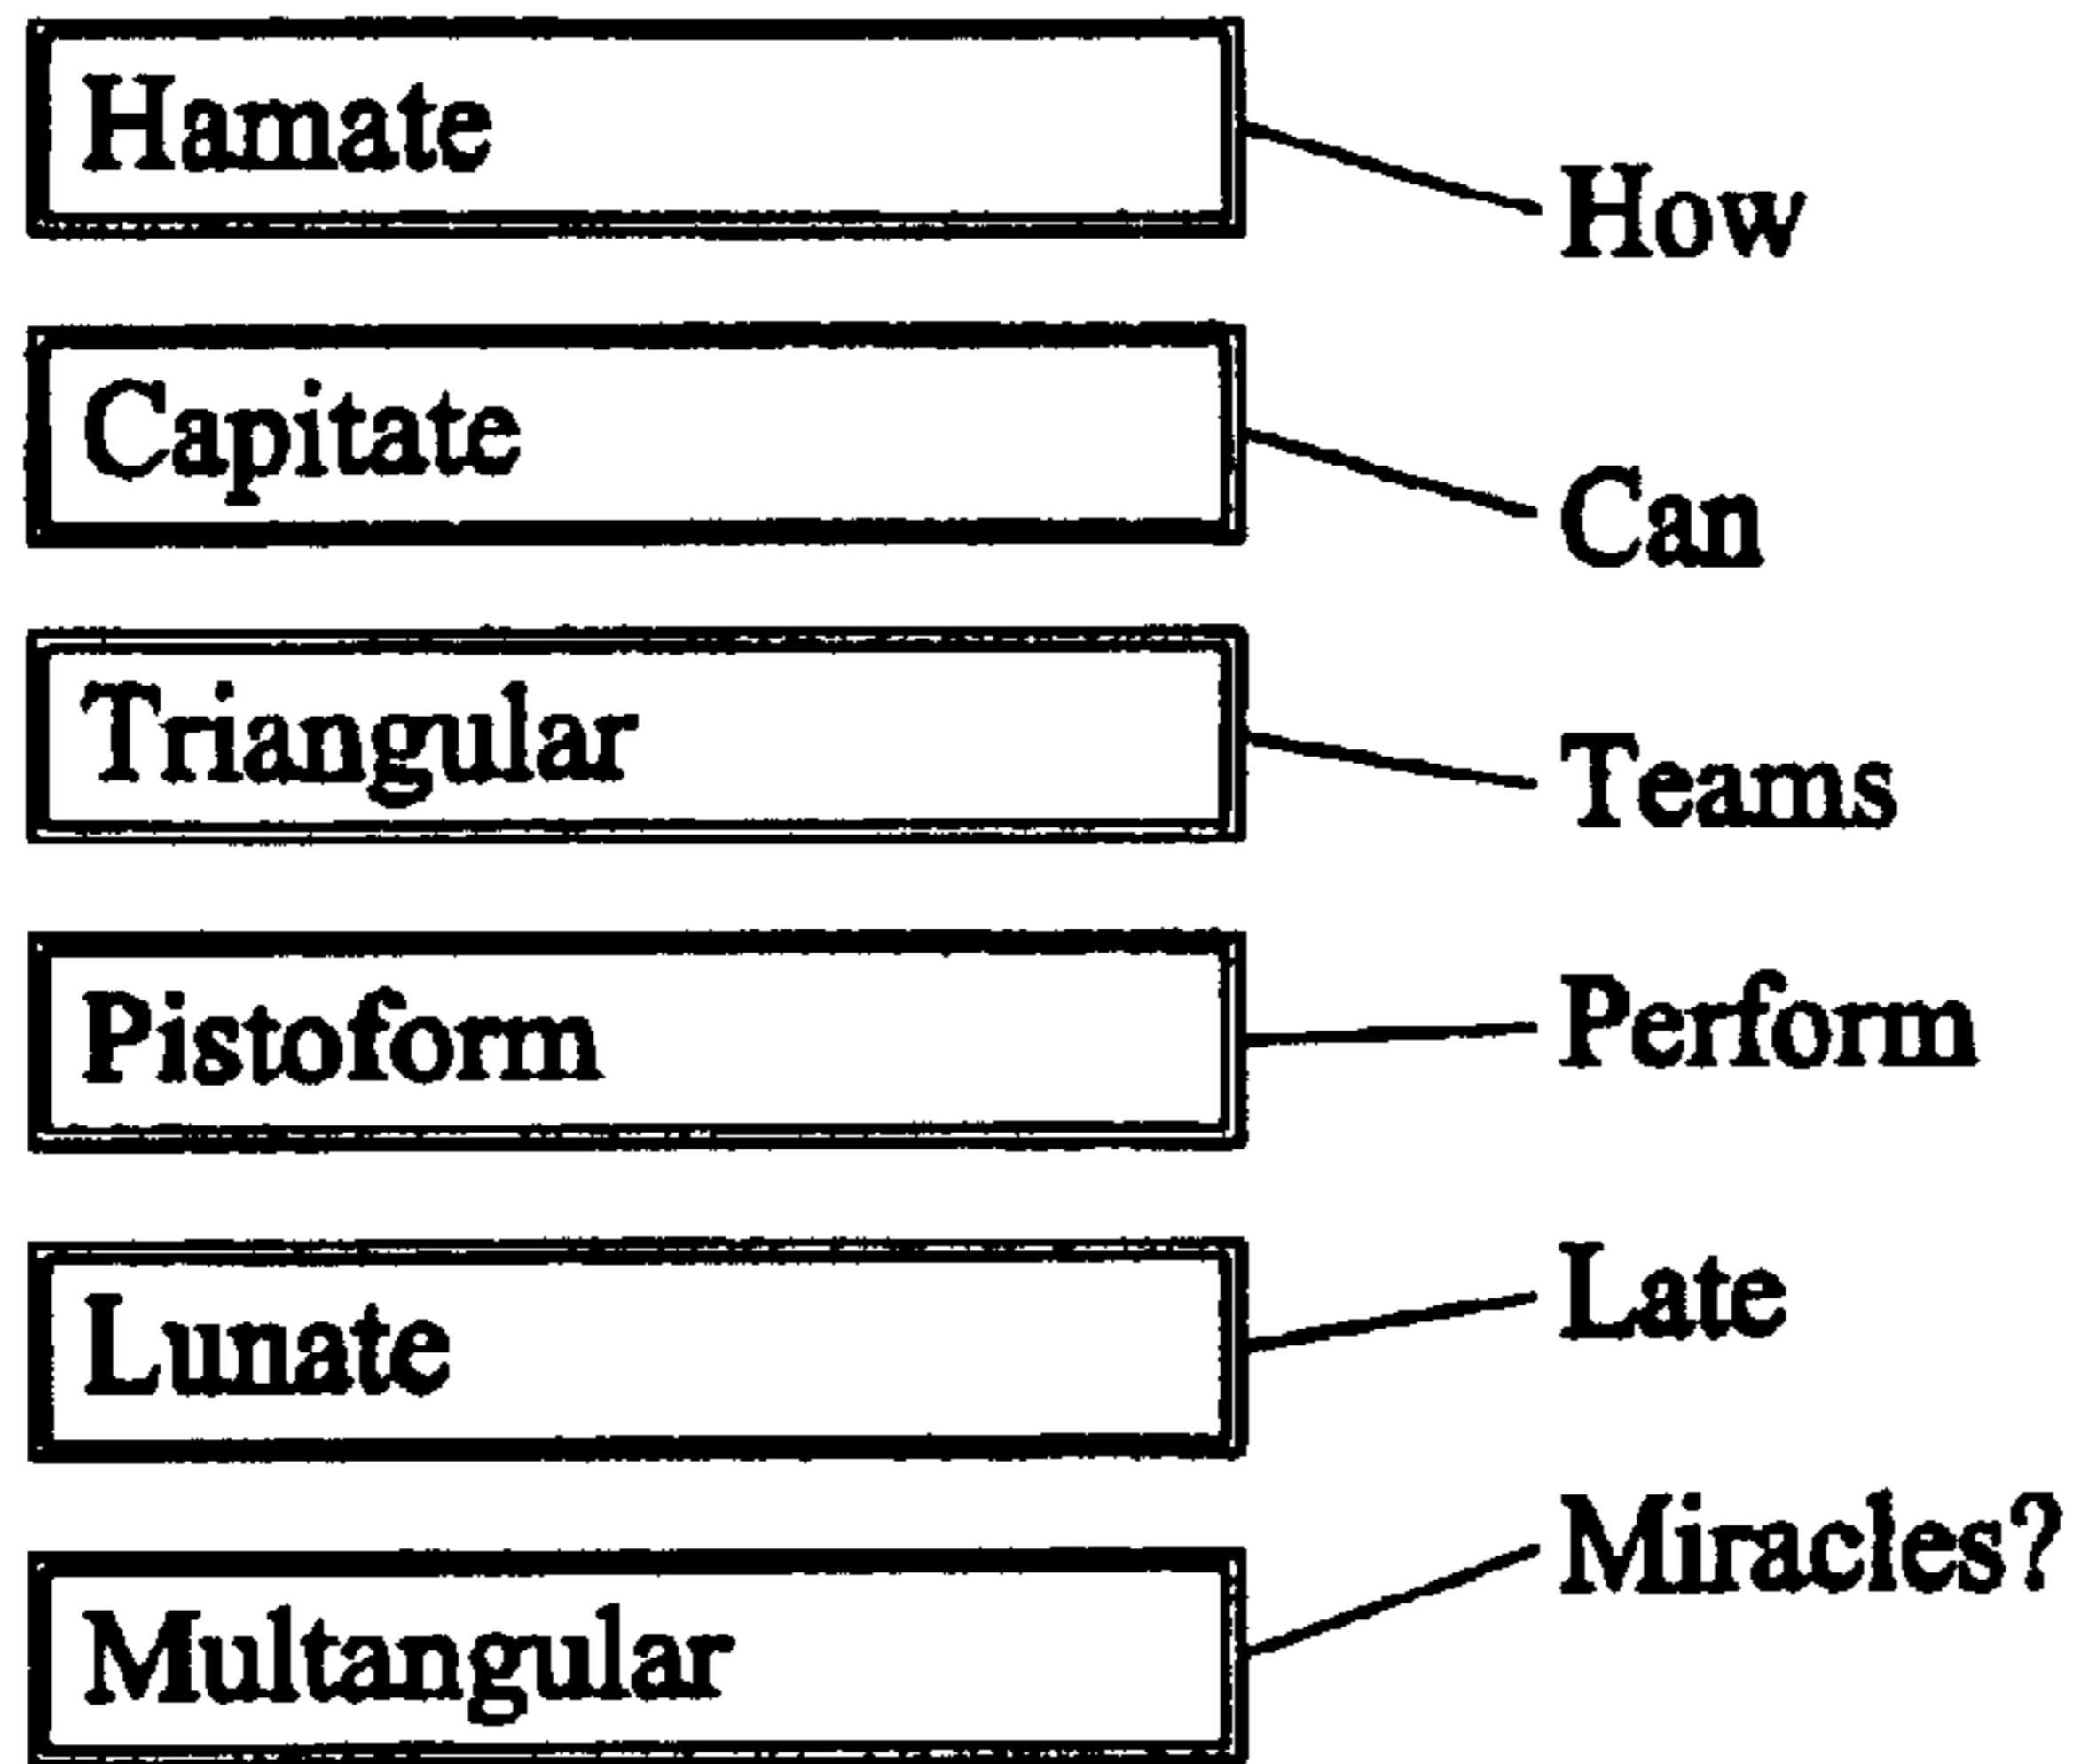 Hamate
How
Capitate
Can
Triangular
Teams
Pistoform
Perform
Lunate
Late
Multangular
Miracles?